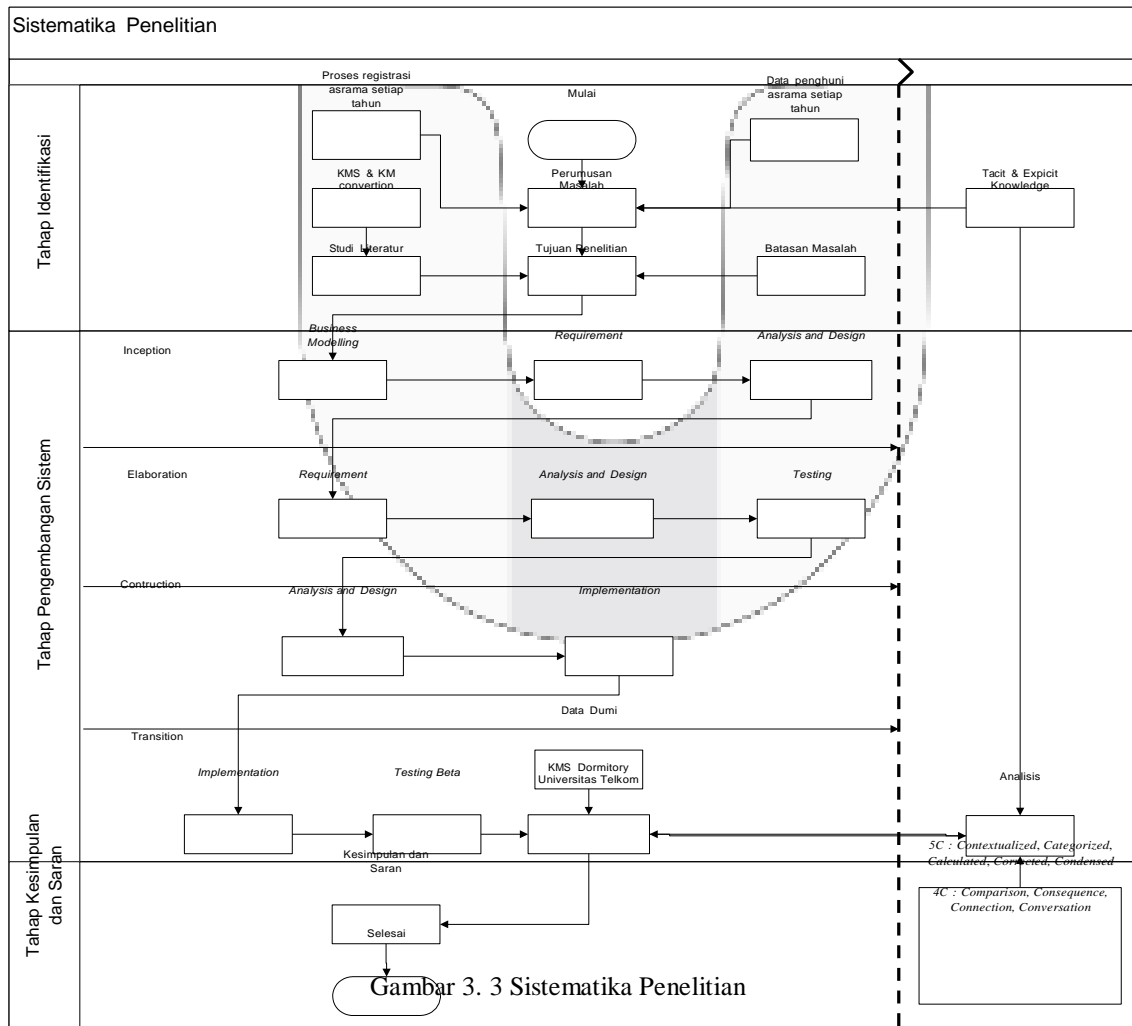 Sistematika Penelitian
Proses registrasi
asrama setiap
tahun
Mulai
Data penghuni
asrama setiap
tahun
Tahap Identifikasi
KMS & KM
convertion
Perumusan
Masalah
Tacit & Expicit
Knowledge
Studi Literatur
Tujuan Penelitian
Batasan Masalah
Tahap Pengembangan Sistem
Inception
Business
Modelling
Requirement
Analysis and Design
Elaboration
Requirement
Analysis and Design
Testing
Contruction
Analysis and Design
Implementation
Data Dumi
Transition
Implementation
Testing Beta
KMS Dormitory
Universitas Telkom
Analisis
Tahap Kesimpulan
dan Saran
Kesimpulan dan
Saran
5C : Contextualized, Categorized,
Calculated, Corrected, Condensed
4C : Comparison, Consequence,
Connection, Conversation
Selesai
Gambar 3. 3 Sistematika Penelitian